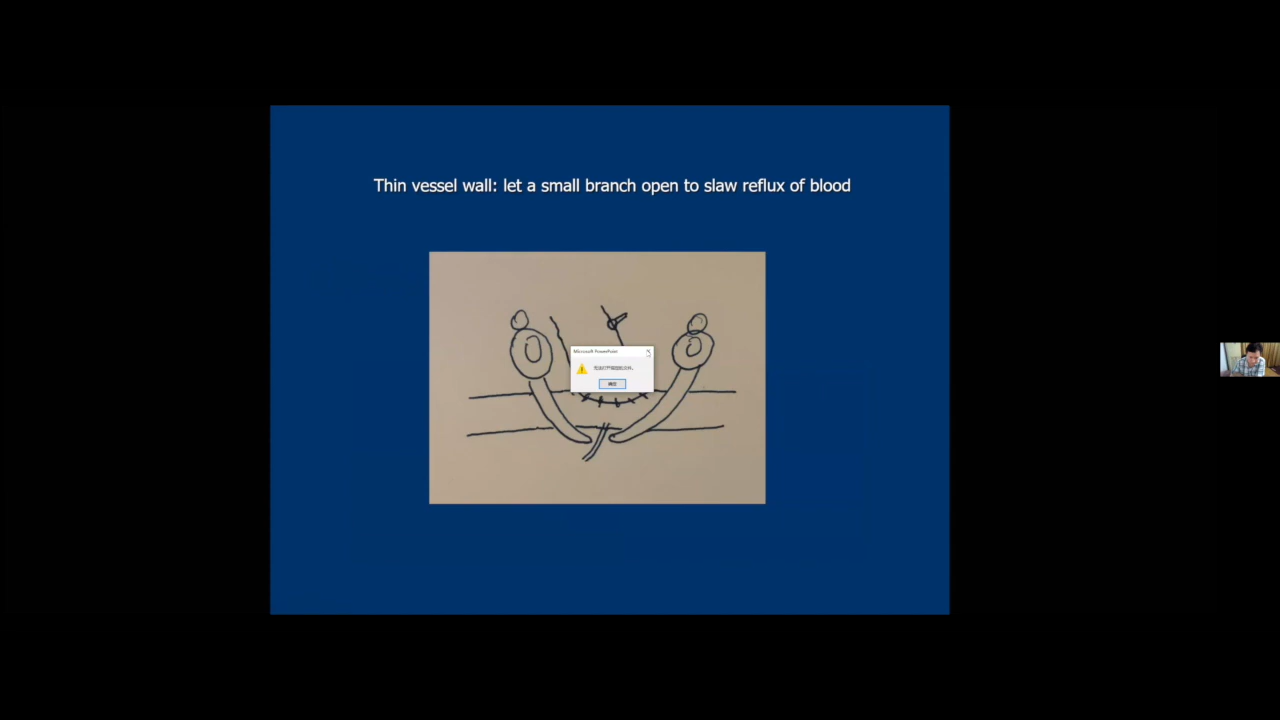 Thin vessel wall: let a small branch open to slaw reflux of blood
Microsoft PowerPoint